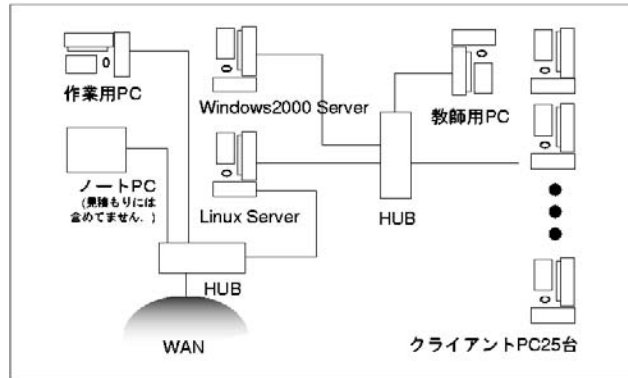 作業用PC
Windows2000 Server
教師用PC
ノートPC
(見積もりには
含めてません．)
Linux Server
HUB
HUB
WAN
クライアントPC25台